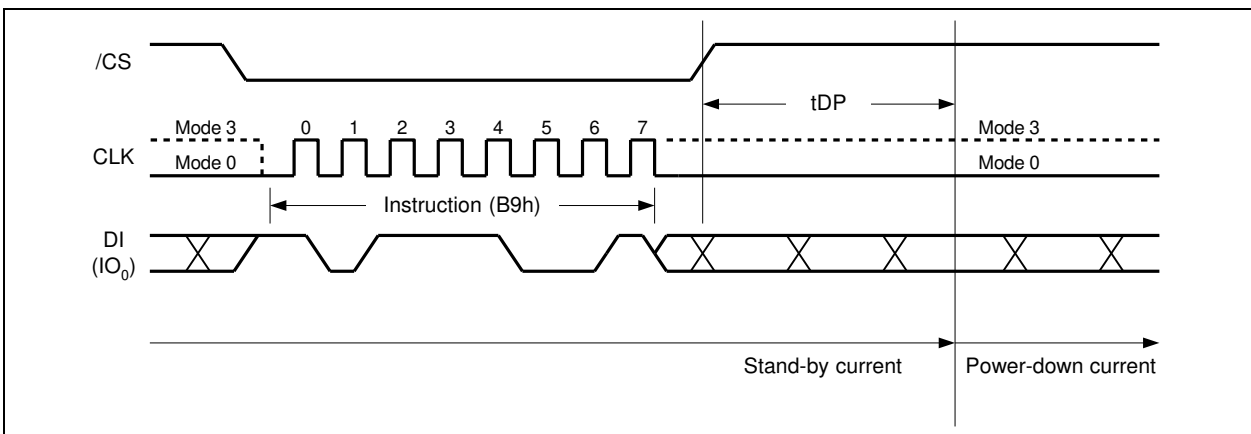 /CS
tDP
Mode 3 0 1 2 3 4 5 6 7 Mode 3
CLK
Mode 0 Mode 0
Instruction (B9h)
DI
(IO₀)
Stand-by current Power-down current